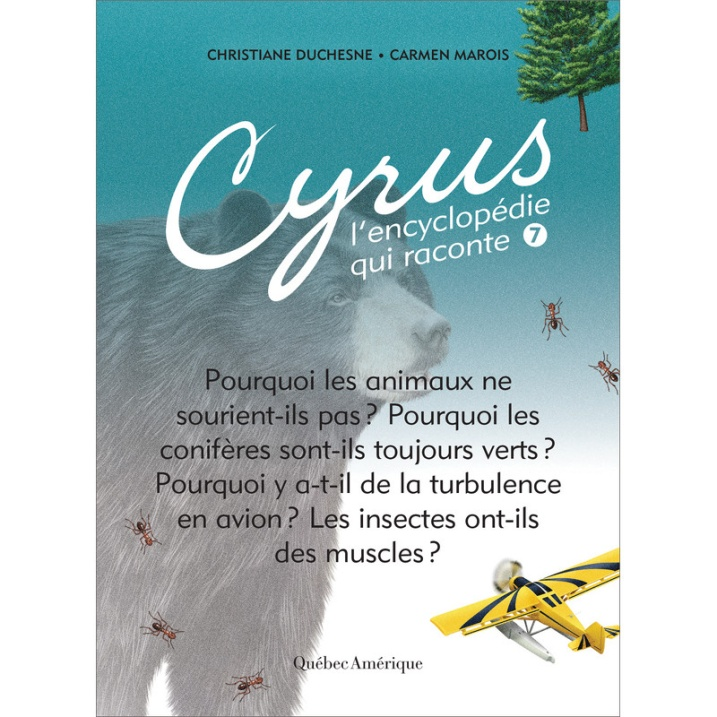 CHRISTIANE DUCHESNE • CARMEN MAROIS
Cyrus
l'encyclopédie
qui raconte 7
Pourquoi les animaux ne
sourient-ils pas ? Pourquoi les
conifères sont-ils toujours verts ?
Pourquoi y a-t-il de la turbulence
en avion ? Les insectes ont-ils
des muscles ?
Québec Amérique